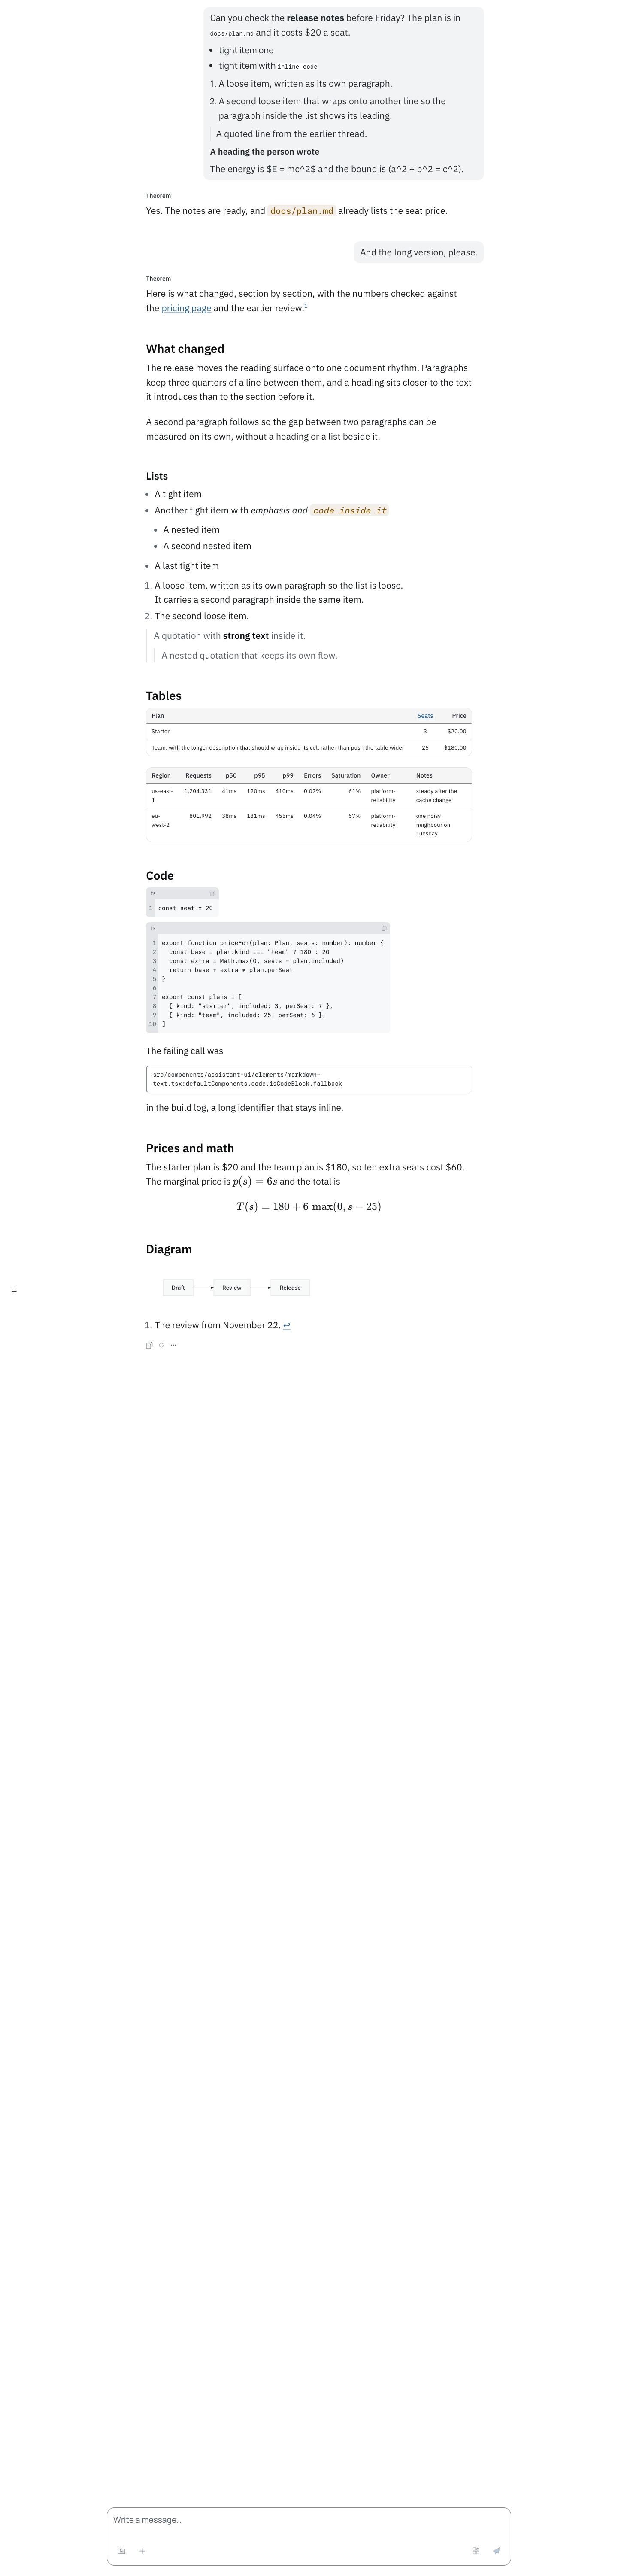 Can you check the release notes before Friday? The plan is in
docs/plan.md and it costs $20 a seat.
• tight item one
• tight item with inline code
1. A loose item, written as its own paragraph.
2. A second loose item that wraps onto another line so the
paragraph inside the list shows its leading.
A quoted line from the earlier thread.
A heading the person wrote
The energy is $E = mc^2$ and the bound is (a^2 + b^2 = c^2).
Theorem
Yes. The notes are ready, and docs/plan.md already lists the seat price.
And the long version, please.
Theorem
Here is what changed, section by section, with the numbers checked against
the pricing page and the earlier review.1
What changed
The release moves the reading surface onto one document rhythm. Paragraphs
keep three quarters of a line between them, and a heading sits closer to the text
it introduces than to the section before it.
A second paragraph follows so the gap between two paragraphs can be
measured on its own, without a heading or a list beside it.
Lists
• A tight item
• Another tight item with emphasis and code inside it
• A nested item
• A second nested item
• A last tight item
1. A loose item, written as its own paragraph so the list is loose.
It carries a second paragraph inside the same item.
2. The second loose item.
A quotation with strong text inside it.
A nested quotation that keeps its own flow.
Tables
Plan Seats Price
Starter 3 $20.00
Team, with the longer description that should wrap inside its cell rather than push the table wider 25 $180.00
Region Requests p50 p95 p99 Errors Saturation Owner Notes
us-east-1 1,204,331 41ms 120ms 410ms 0.02% 61% platform-reliability steady after the cache change
eu-west-2 801,992 38ms 131ms 455ms 0.04% 57% platform-reliability one noisy neighbour on Tuesday
Code
ts
1 const seat = 20
ts
1 export function priceFor(plan: Plan, seats: number): number {
2 const base = plan.kind === "team" ? 180 : 20
3 const extra = Math.max(0, seats - plan.included)
4 return base + extra * plan.perSeat
5 }
6
7 export const plans = [
8 { kind: "starter", included: 3, perSeat: 7 },
9 { kind: "team", included: 25, perSeat: 6 },
10 ]
The failing call was
src/components/assistant-ui/elements/markdown-
text.tsx:defaultComponents.code.isCodeBlock.fallback
in the build log, a long identifier that stays inline.
Prices and math
The starter plan is $20 and the team plan is $180, so ten extra seats cost $60.
The marginal price is p(s) = 6s and the total is
T(s) = 180 + 6 max(0, s − 25)
Diagram
Draft Review Release
1. The review from November 22. ↩
Write a message...